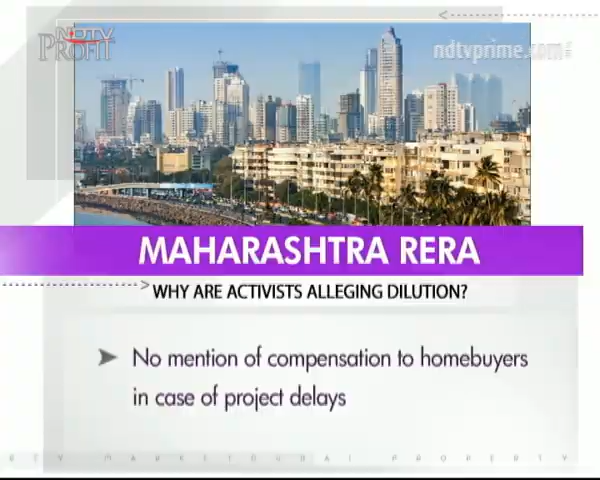 NDTV
PROFIT
ndtvprime.com
MAHARASHTRA RERA
WHY ARE ACTIVISTS ALLEGING DILUTION?
No mention of compensation to homebuyers
in case of project delays
PROPERTY